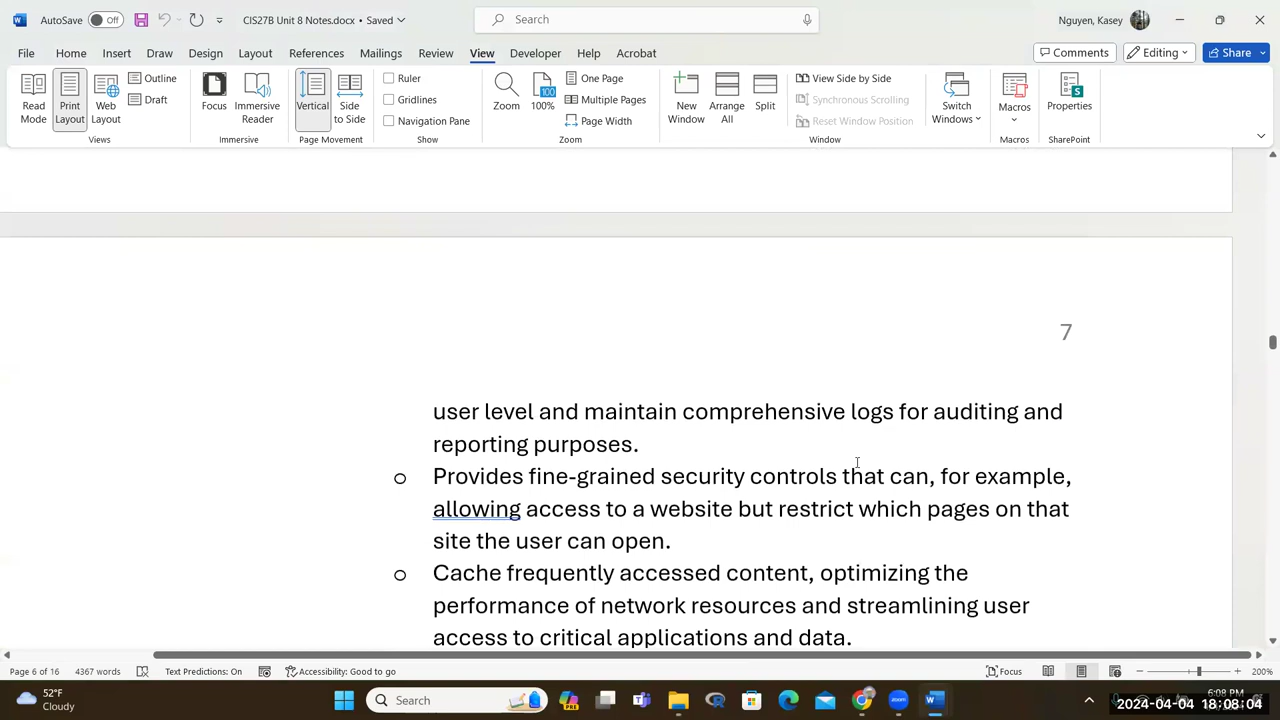 AutoSave Off CIS27B Unit 8 Notes.docx • Saved Search Nguyen, Kasey
File Home Insert Draw Design Layout References Mailings Review View Developer Help Acrobat Comments Editing Share
Read Mode
Print Layout
Web Layout
Outline
Draft
Views
Focus
Immersive Reader
Immersive
Vertical
Side to Side
Page Movement
Ruler
Gridlines
Navigation Pane
Show
Zoom
100
100%
One Page
Multiple Pages
Page Width
Zoom
New Window
Arrange All
Split
View Side by Side
Synchronous Scrolling
Reset Window Position
Window
Switch Windows
Macros
Macros
Properties
SharePoint
7
user level and maintain comprehensive logs for auditing and
reporting purposes.
o Provides fine-grained security controls that can, for example,
allowing access to a website but restrict which pages on that
site the user can open.
o Cache frequently accessed content, optimizing the
performance of network resources and streamlining user
access to critical applications and data.
Page 6 of 16 4367 words Text Predictions: On Accessibility: Good to go Focus 200%
52°F
Cloudy
Search
zoom
6:08 PM
2024-04-04 18:08:04